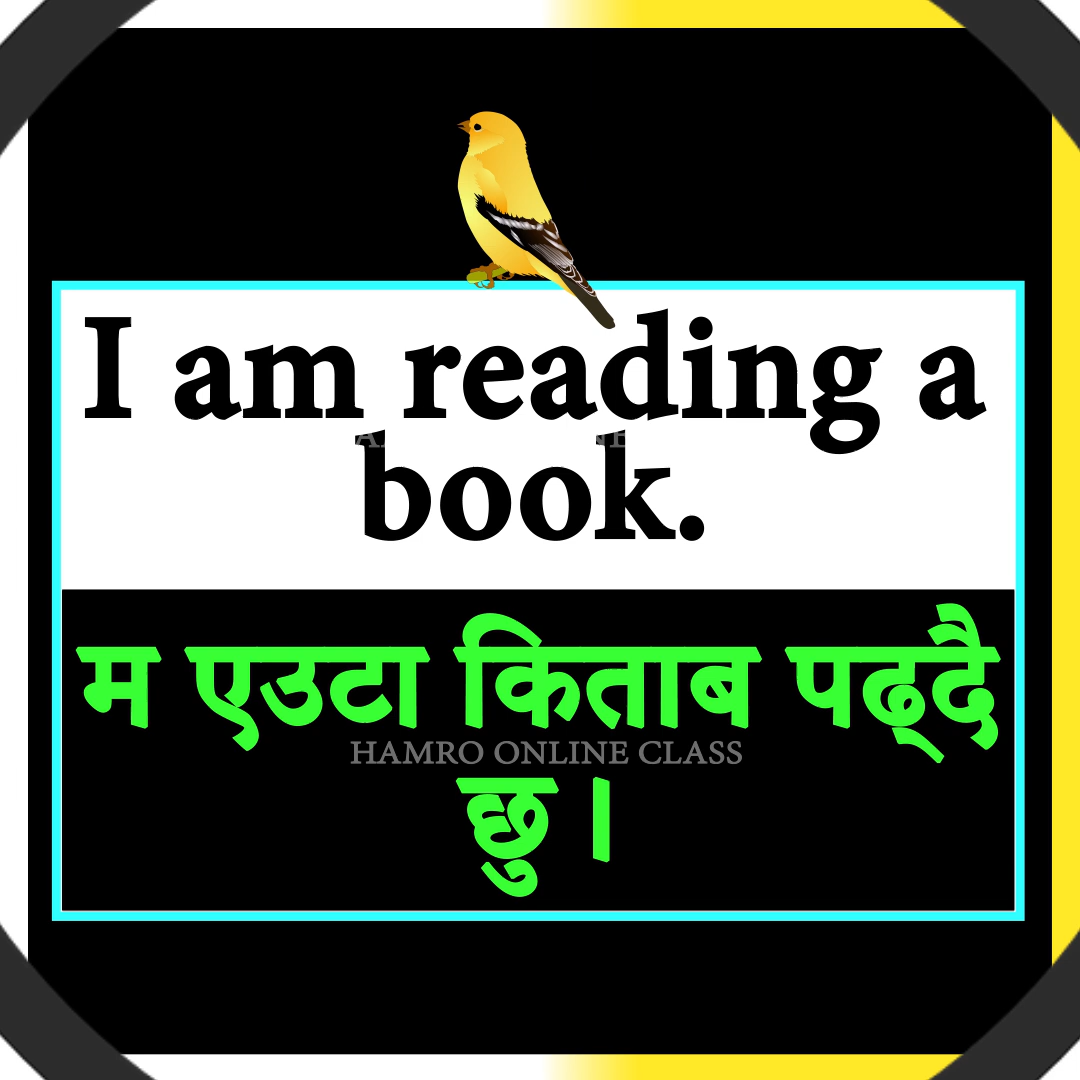 I am reading a
book.
म एउटा किताब पढ्दै
HAMRO ONLINE CLASS
छु ।